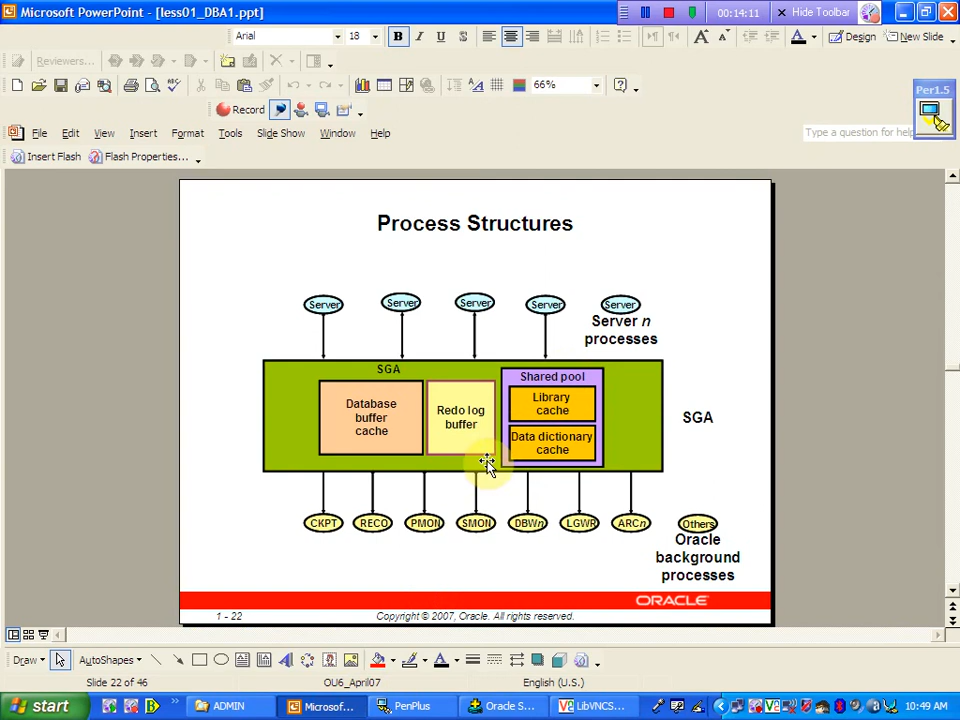 Microsoft PowerPoint - [less01_DBA1.ppt]
00:14:11
Hide Toolbar
Arial
18
B
I
U
S
A
A
A
Design
New Slide
Reviewers...
66%
Per1.5
Record
File
Edit
View
Insert
Format
Tools
Slide Show
Window
Help
Type a question for help
Insert Flash
Flash Properties...
Process Structures
Server
Server
Server
Server
Server
Server n
processes
SGA
Shared pool
Database
buffer
cache
Redo log
buffer
Library
cache
Data dictionary
cache
SGA
CKPT
RECO
PMON
SMON
DBWn
LGWR
ARCn
Others
Oracle
background
processes
ORACLE
1 - 22
Copyright © 2007, Oracle. All rights reserved.
Draw
AutoShapes
Slide 22 of 46
OU6_April07
English (U.S.)
start
ADMIN
Microsof...
PenPlus
Oracle S...
LibVNCS...
10:49 AM